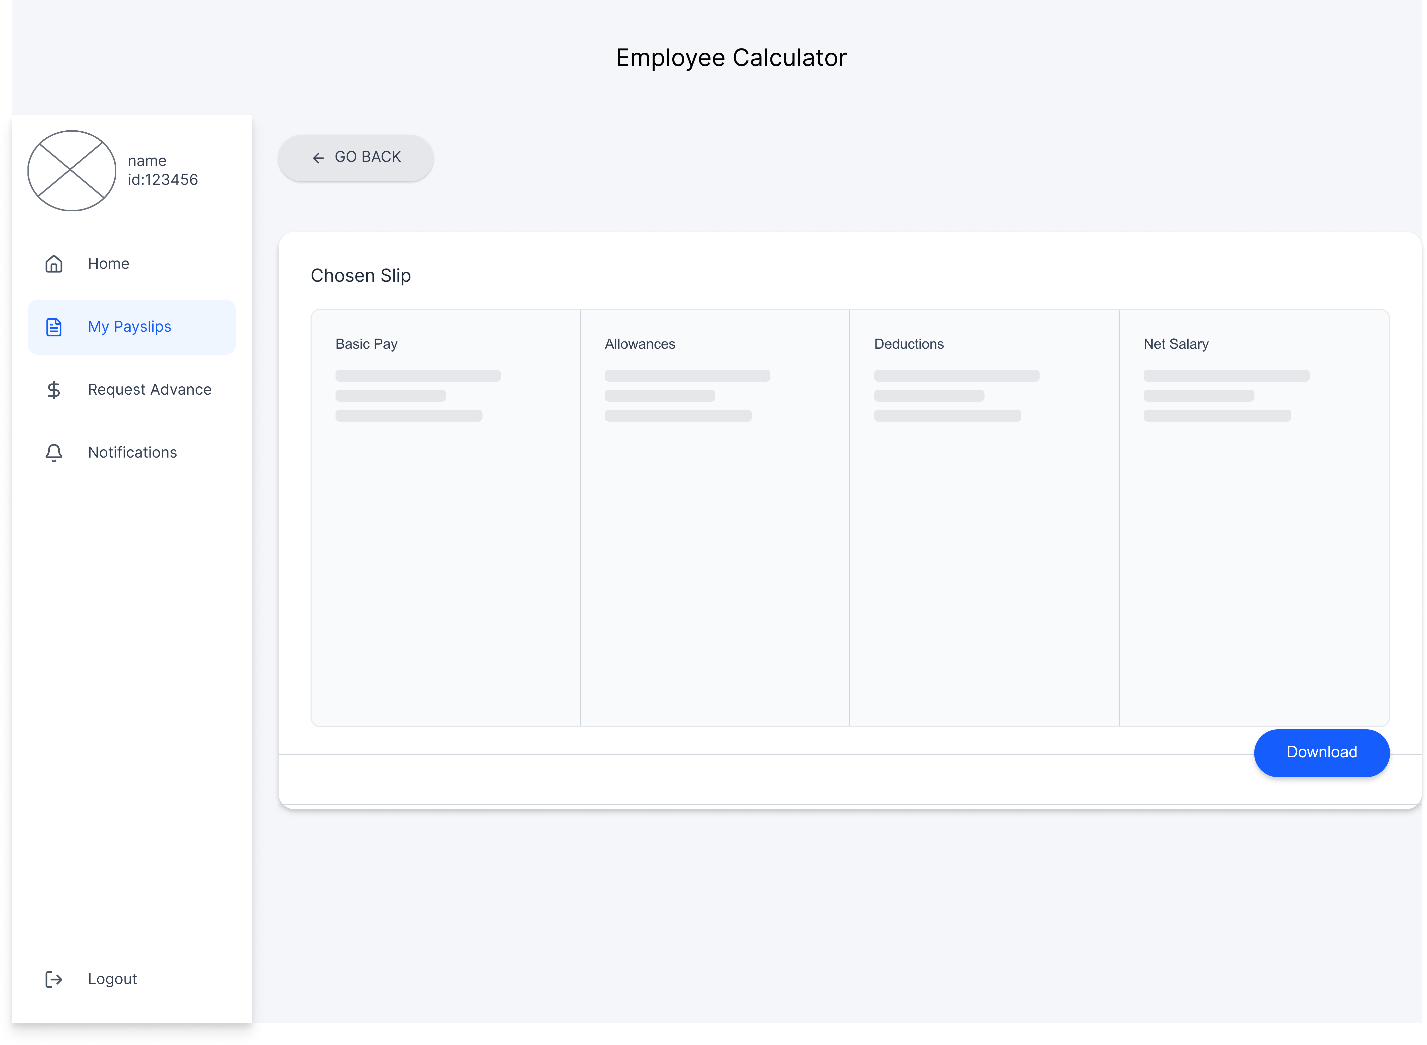 Employee Calculator
name
id:123456
Home
My Payslips
Request Advance
Notifications
Logout
GO BACK
Chosen Slip
Basic Pay
Allowances
Deductions
Net Salary
Download